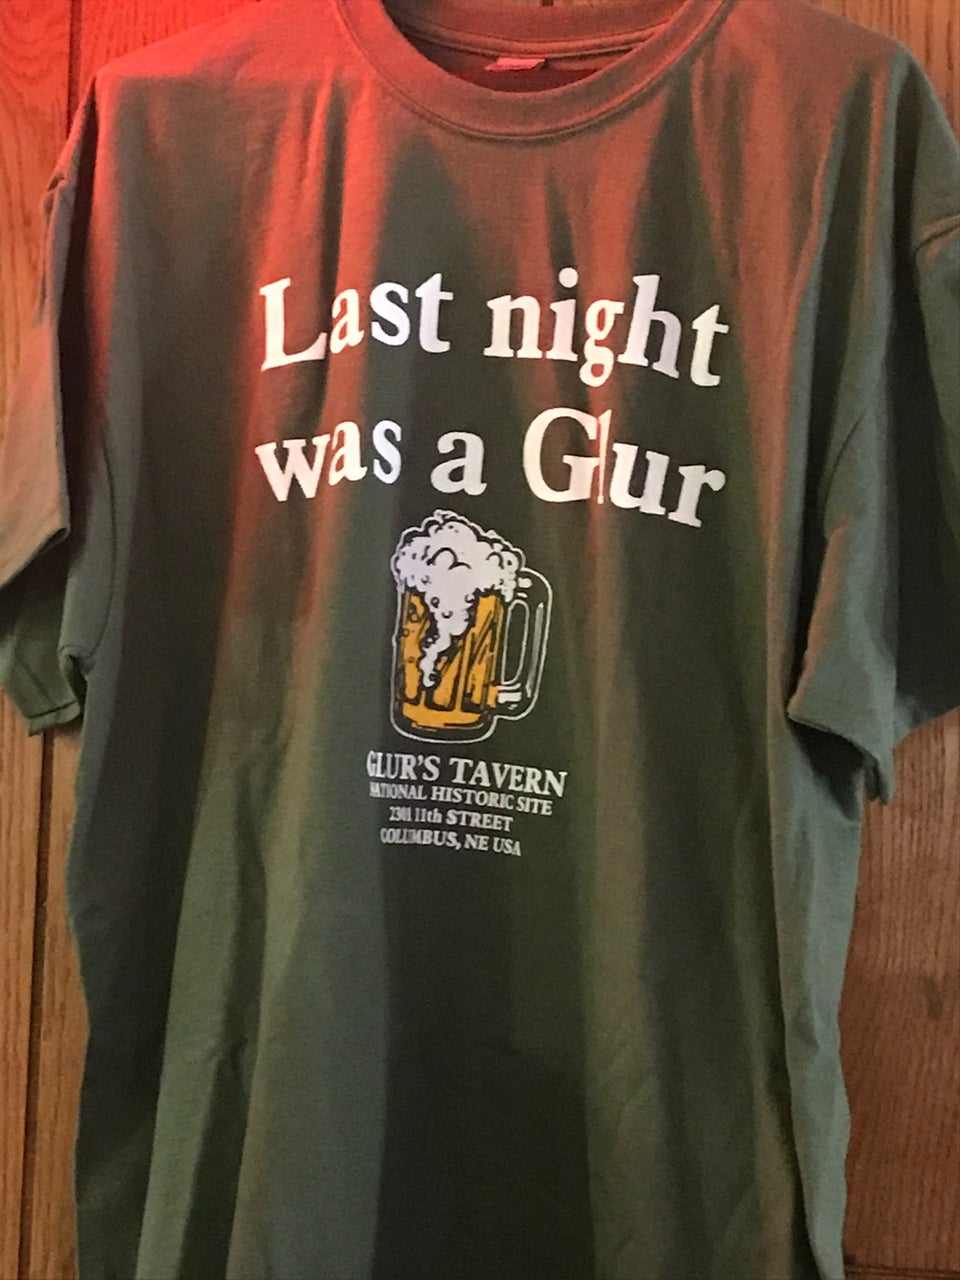 Last night
was a Glur
GLUR'S TAVERN
NATIONAL HISTORIC SITE
2301 11th STREET
COLUMBUS, NE USA